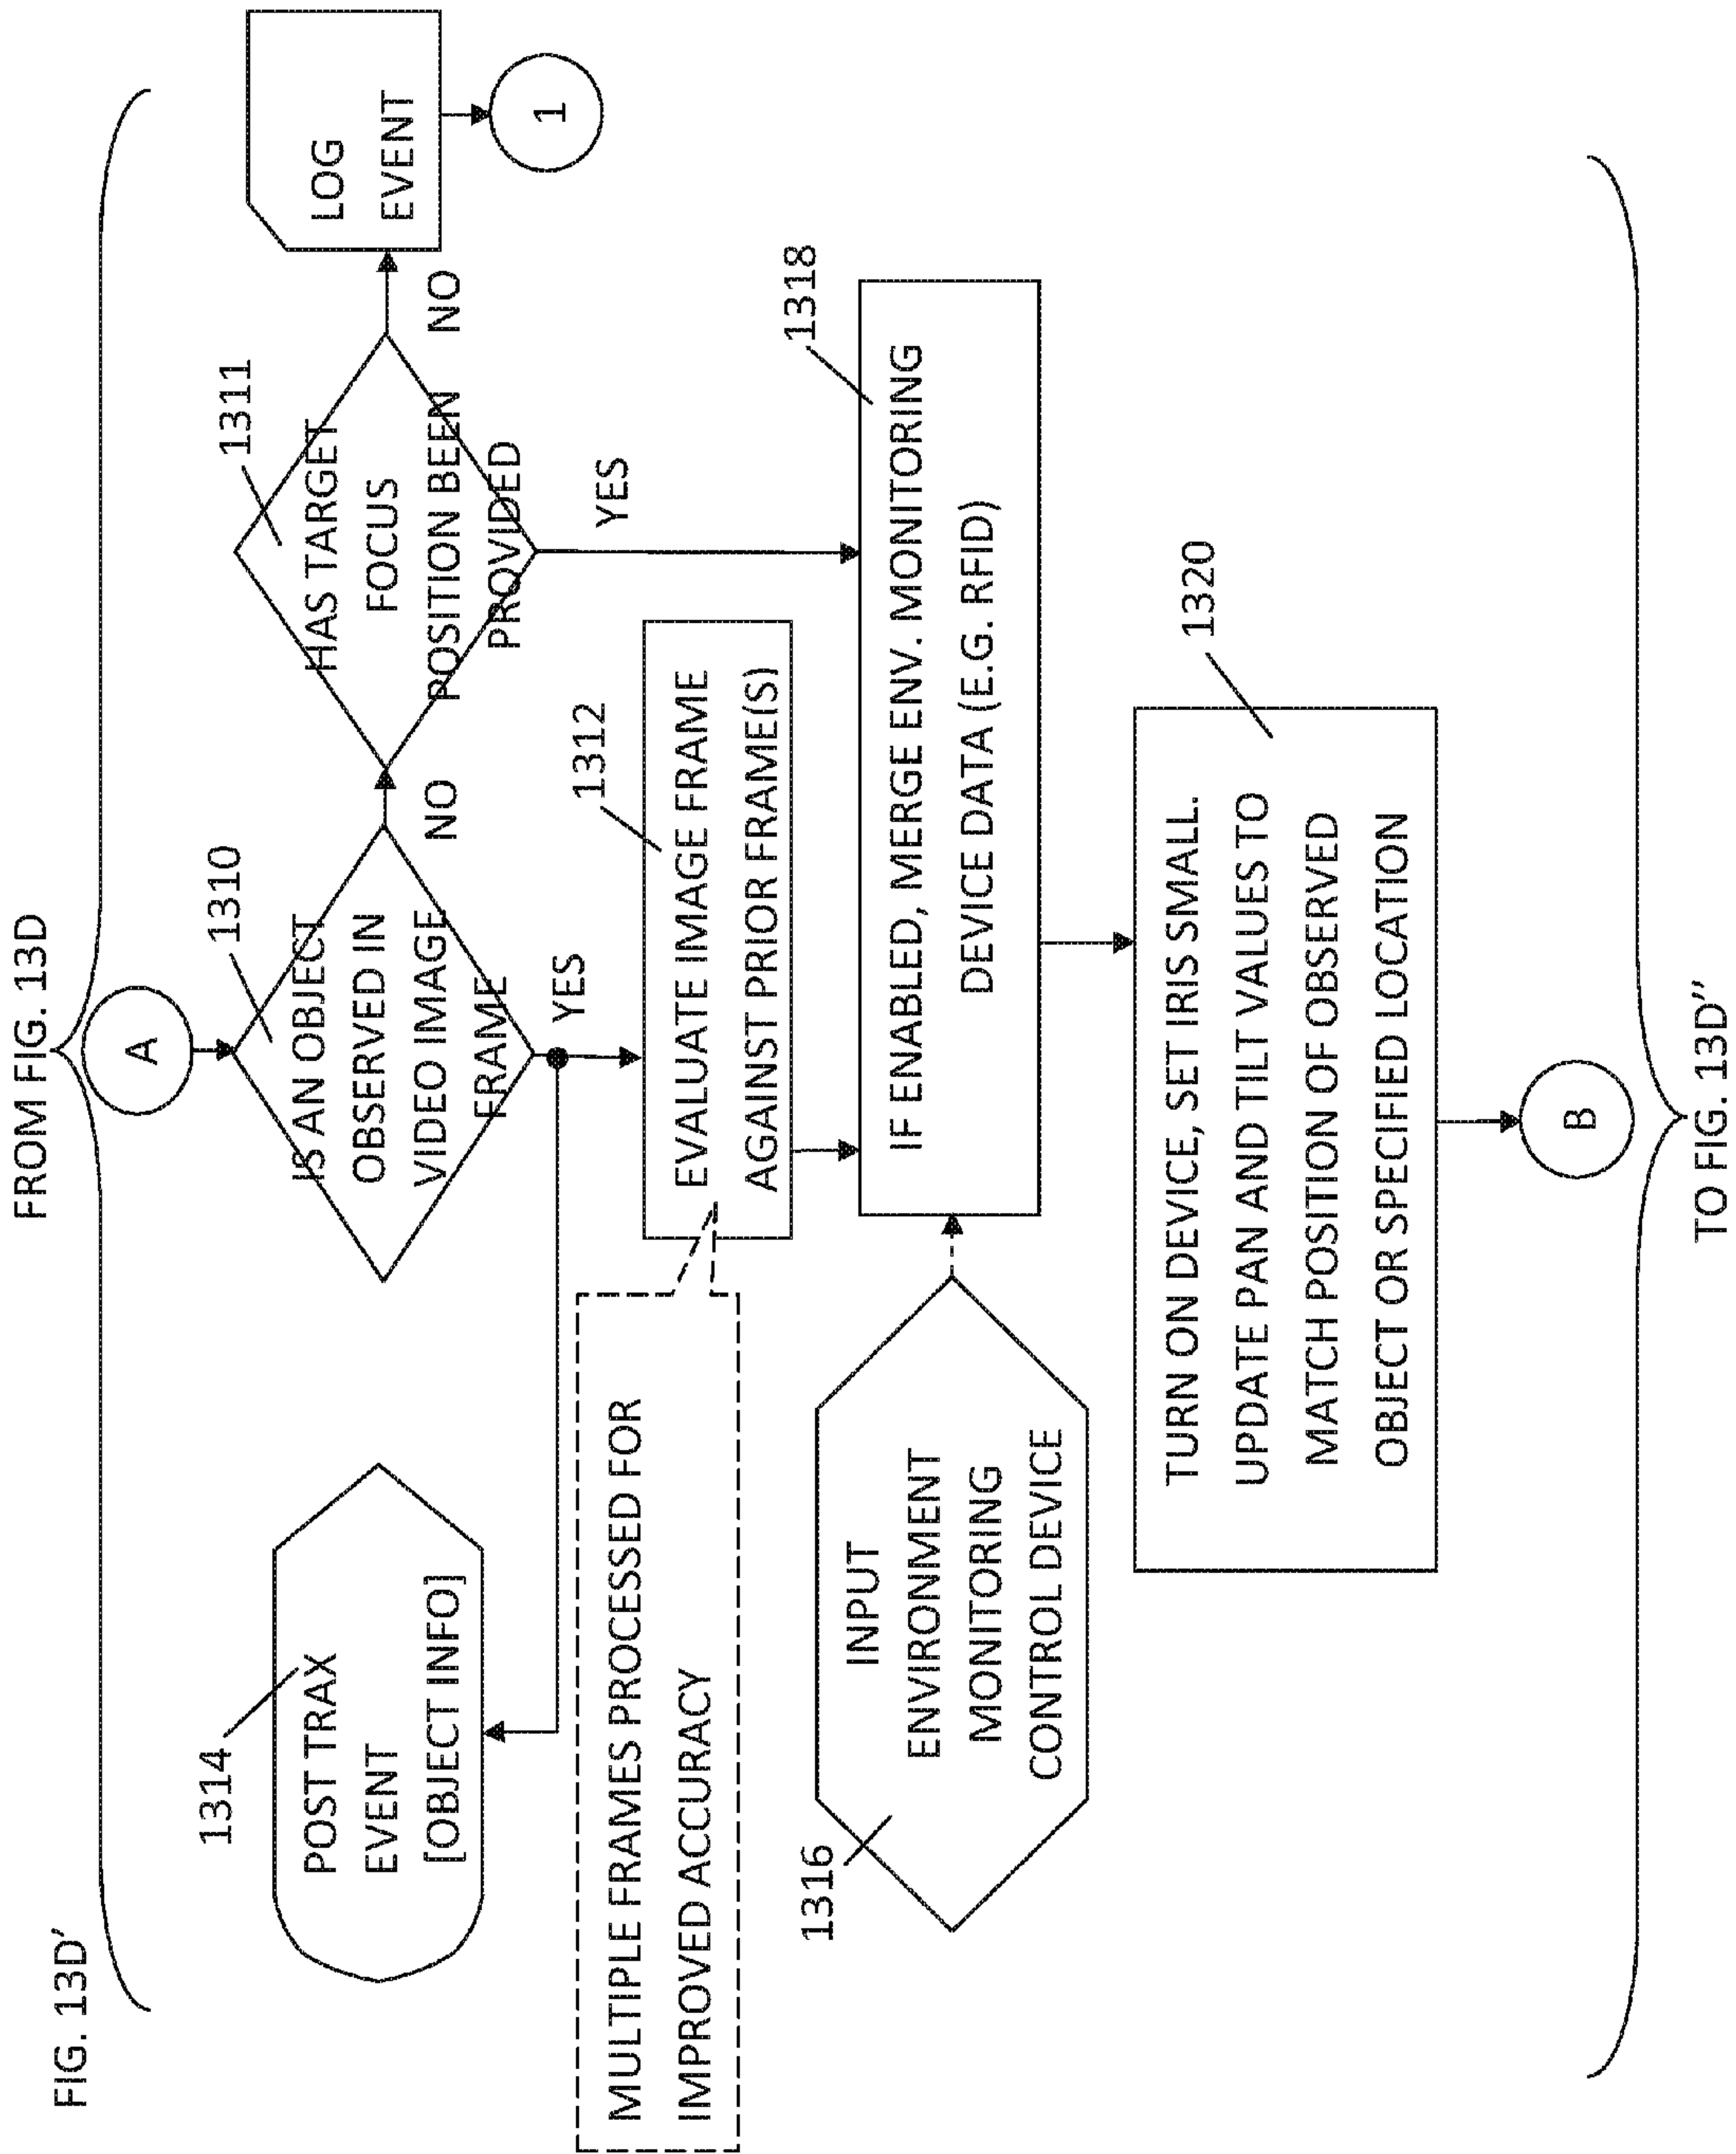 FIG. 13D'
FROM FIG. 13D
A
1310
IS AN OBJECT
OBSERVED IN
VIDEO IMAGE
FRAME
NO
YES
1311
HAS TARGET
FOCUS
POSITION BEEN
PROVIDED
NO
YES
LOG
EVENT
1
1314
POST TRAX
EVENT
[OBJECT INFO]
MULTIPLE FRAMES PROCESSED FOR
IMPROVED ACCURACY
1312
EVALUATE IMAGE FRAME
AGAINST PRIOR FRAME(S)
1316
INPUT
ENVIRONMENT
MONITORING
CONTROL DEVICE
1318
IF ENABLED, MERGE ENV. MONITORING
DEVICE DATA (E.G. RFID)
1320
TURN ON DEVICE, SET IRIS SMALL.
UPDATE PAN AND TILT VALUES TO
MATCH POSITION OF OBSERVED
OBJECT OR SPECIFIED LOCATION
B
TO FIG. 13D''